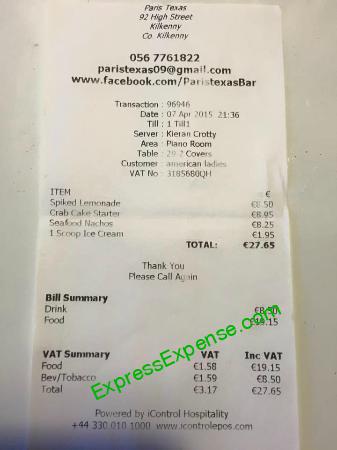 Paris Texas
92 High Street
Kilkenny
Co. Kilkenny
056 7761822
paristexas09@gmail.com
www.facebook.com/ParistexasBar
Transaction : 96946
Date : 07 Apr 2015 21:36
Till : 1 Till1
Server : Kieran Crotty
Area : Piano Room
Table : 29 2 Covers
Customer : american ladies
VAT No : 3185680QH
ITEM €
Spiked Lemonade €8.50
Crab Cake Starter €8.95
Seafood Nachos €8.25
1 Scoop Ice Cream €1.95
TOTAL: €27.65
Thank You
Please Call Again
Bill Summary
Drink €8.50
Food €19.15
VAT Summary VAT Inc VAT
Food €1.58 €19.15
Bev/Tobacco €1.59 €8.50
Total €3.17 €27.65
Powered by iControl Hospitality
+44 330 010 1000 www.icontrolepos.com
ExpressExpense.com